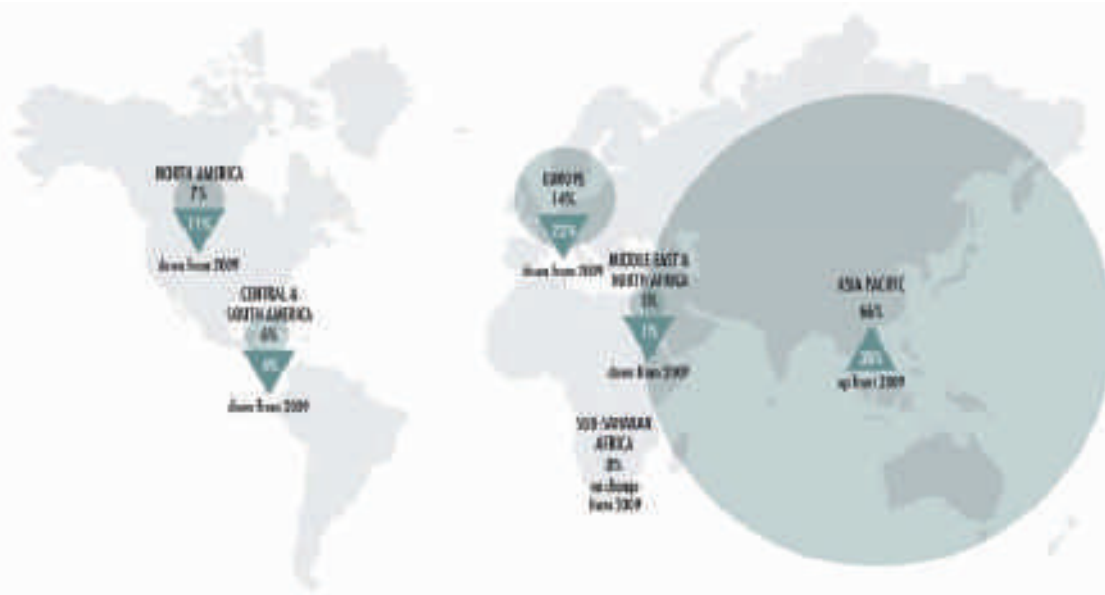 NORTH AMERICA
7%
11%
down from 2009
CENTRAL &
SOUTH AMERICA
6%
down from 2009
EUROPE
14%
22%
down from 2009
MIDDLE EAST &
NORTH AFRICA
down from 2009
SUB-SAHARAN
AFRICA
no change
from 2009
ASIA PACIFIC
66%
up from 2009